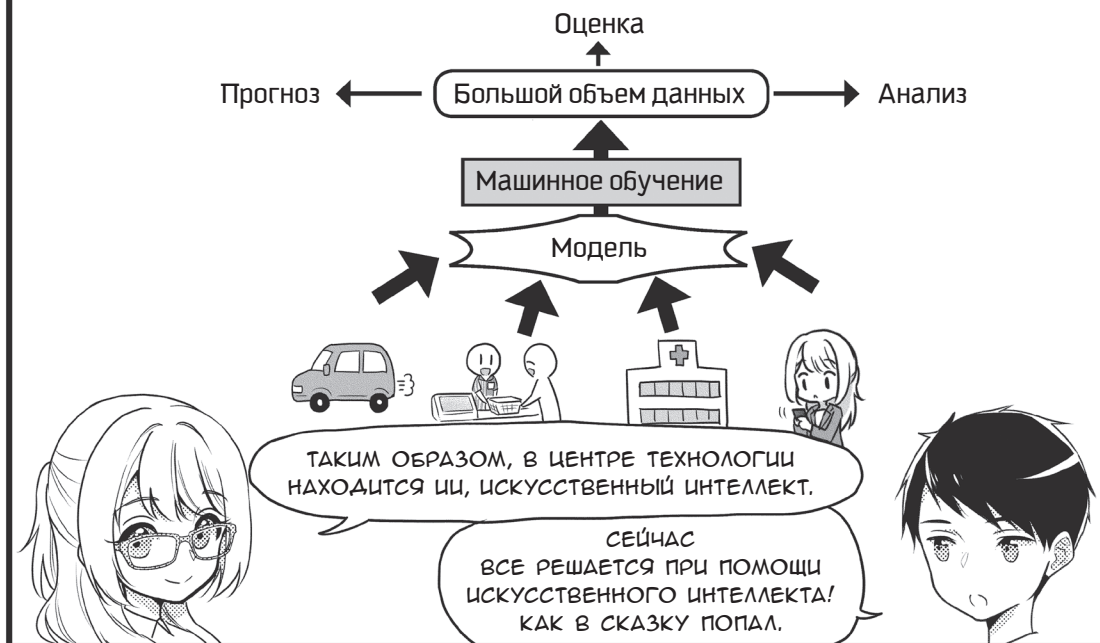 Оценка
Прогноз
Большой объем данных
Анализ
Машинное обучение
Модель
ТАКИМ ОБРАЗОМ, В ЦЕНТРЕ ТЕХНОЛОГИИ
НАХОДИТСЯ ИИ, ИСКУССТВЕННЫЙ ИНТЕЛЛЕКТ.
СЕЙЧАС
ВСЕ РЕШАЕТСЯ ПРИ ПОМОЩИ
ИСКУССТВЕННОГО ИНТЕЛЛЕКТА!
КАК В СКАЗКУ ПОПАЛ.